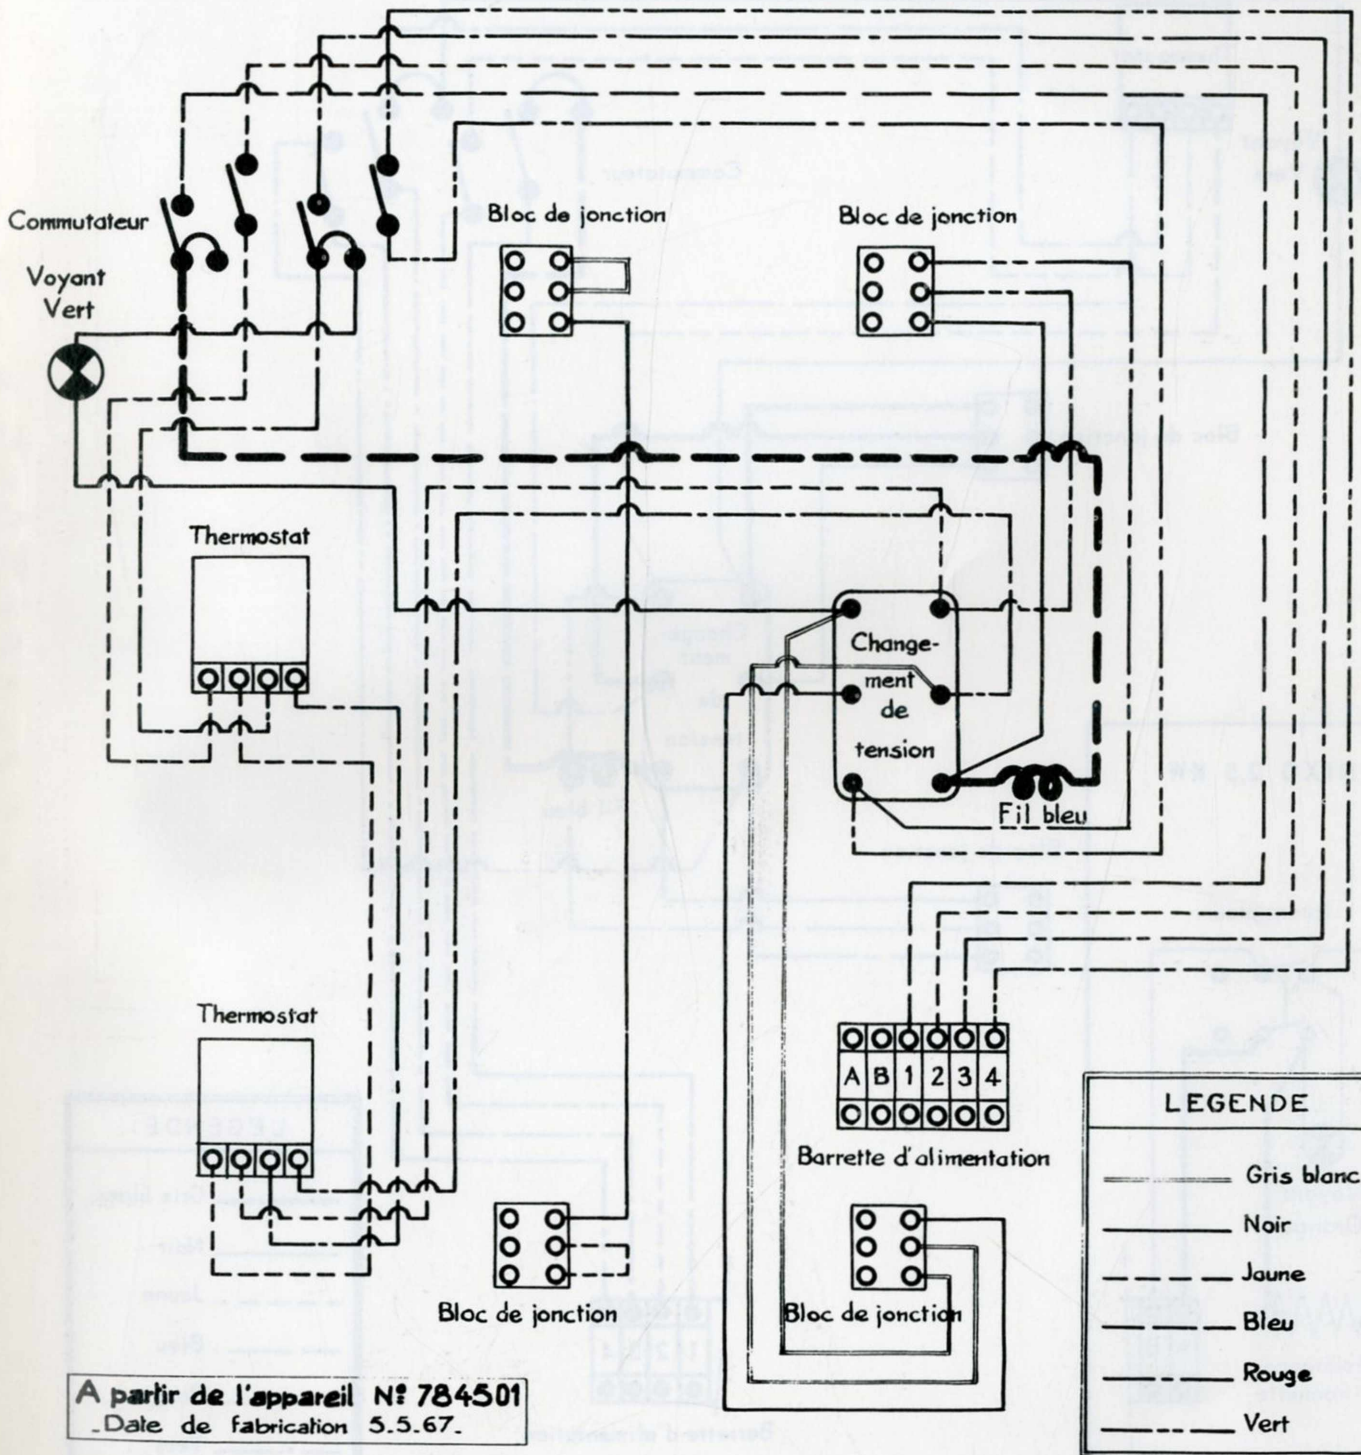 Commutateur
Voyant
Vert
Bloc de jonction
Bloc de jonction
Thermostat
Change-
ment
de
tension
Fil bleu
Thermostat
A B 1 2 3 4
Barrette d'alimentation
Bloc de jonction
Bloc de jonction
LEGENDE
Gris blanc
Noir
Jaune
Bleu
Rouge
Vert
A partir de l'appareil Nº 784501
_Date de fabrication 5.5.67._